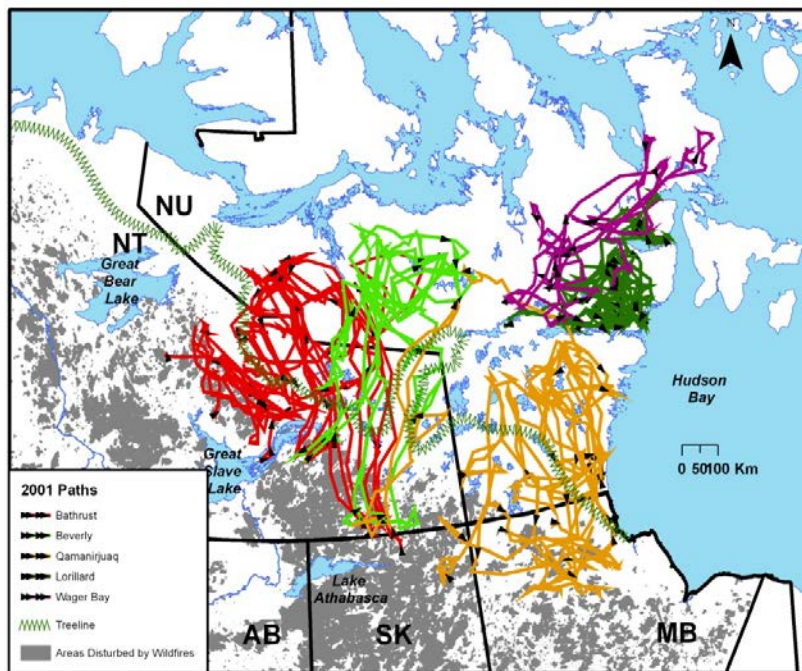 N
NU
NT
Great
Bear
Lake
Hudson
Bay
0 50100 Km
Great
Slave
Lake
2001 Paths
Bathrust
Beverly
Qamanirjuaq
Lorillard
Wager Bay
Treeline
Areas Disturbed by Wildfires
Lake
Athabasca
AB
SK
MB